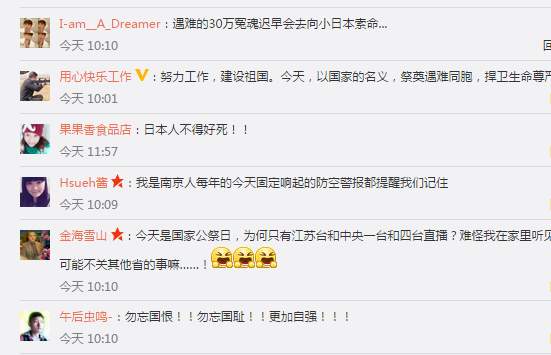 I-am__A_Dreamer：遇难的30万冤魂迟早会去向小日本索命...
今天 10:10
用心快乐工作 V：努力工作，建设祖国。今天，以国家的名义，祭奠遇难同胞，捍卫生命尊严
今天 10:01
果果香食品店：日本人不得好死！！
今天 11:57
Hsueh酱：我是南京人每年的今天固定响起的防空警报都提醒我们记住
今天 10:09
金海雪山：今天是国家公祭日，为何只有江苏台和中央一台和四台直播？难怪我在家里听见
可能不关其他省的事嘛......！
今天 10:10
午后虫鸣-：勿忘国恨！！勿忘国耻！！更加自强！！！
今天 10:10